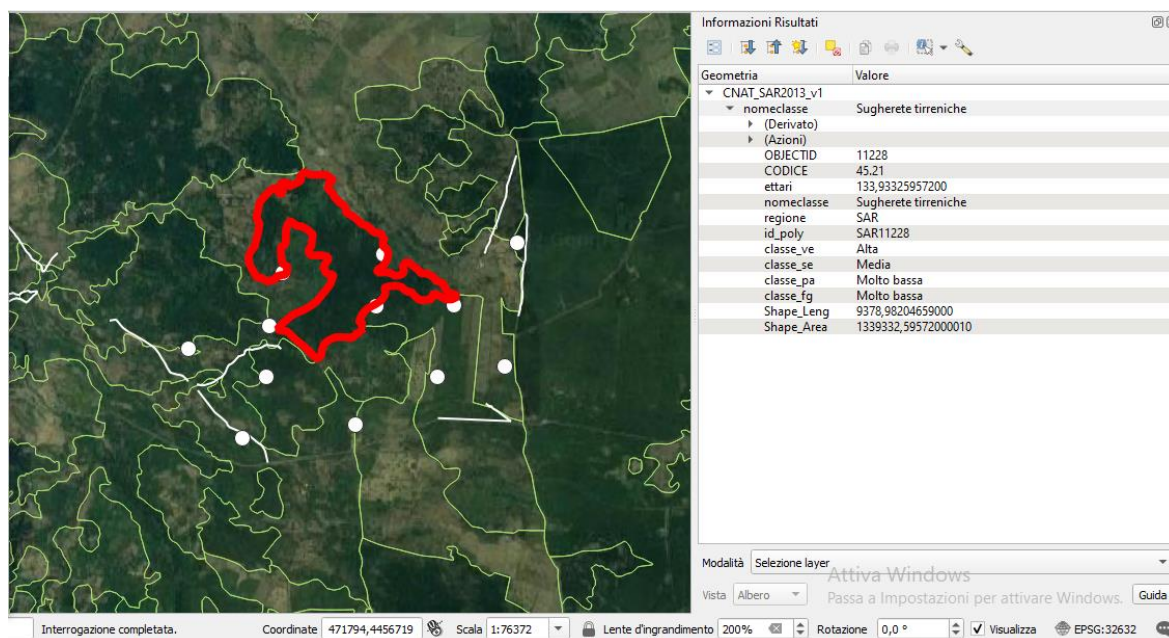 Informazioni Risultati
Geometria Valore
CNAT_SAR2013_v1
nomeclasse Sugherete tirreniche
(Derivato)
(Azioni)
OBJECTID 11228
CODICE 45.21
ettari 133,93325957200
nomeclasse Sugherete tirreniche
regione SAR
id_poly SAR11228
classe_ve Alta
classe_se Media
classe_pa Molto bassa
classe_fg Molto bassa
Shape_Leng 9378,98204659000
Shape_Area 1339332,59572000010
Modalità Selezione layer
Attiva Windows
Vista Albero Passa a Impostazioni per attivare Windows. Guida
Interrogazione completata. Coordinate 471794,4456719 Scala 1:76372 Lente d'ingrandimento 200% Rotazione 0,0 ° Visualizza EPSG:32632